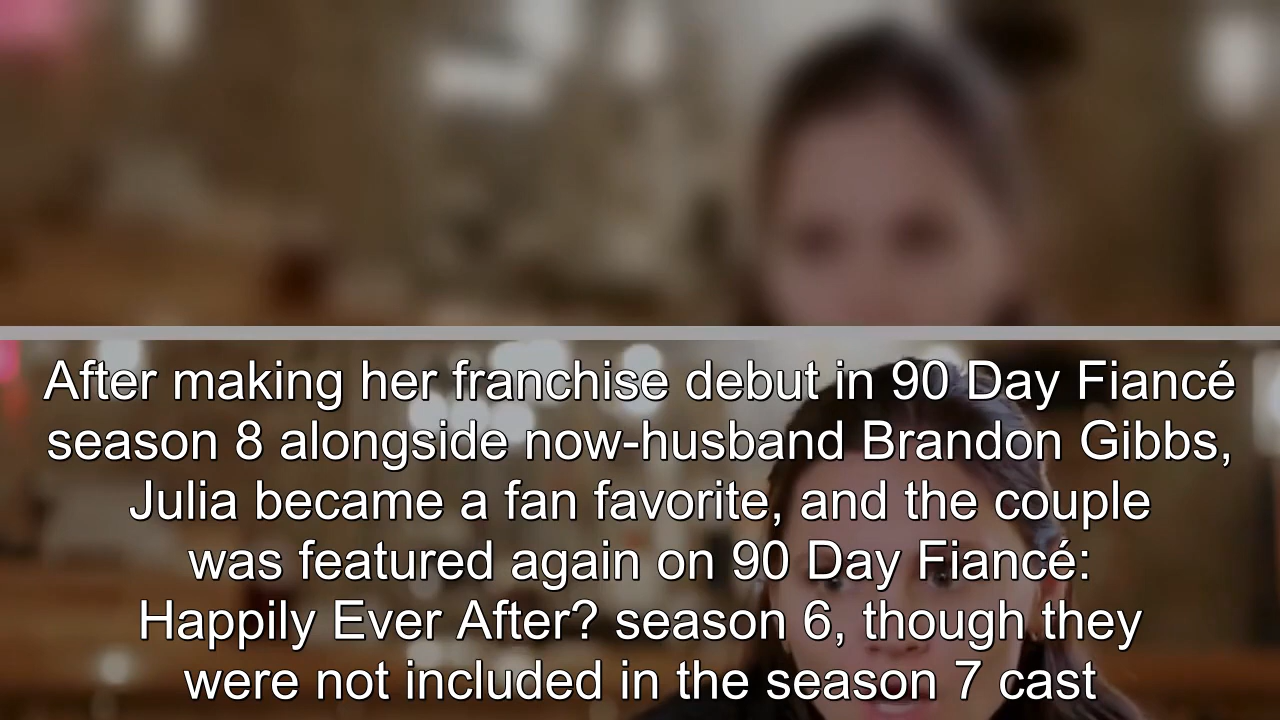 After making her franchise debut in 90 Day Fiancé
season 8 alongside now-husband Brandon Gibbs,
Julia became a fan favorite, and the couple
was featured again on 90 Day Fiancé:
Happily Ever After? season 6, though they
were not included in the season 7 cast